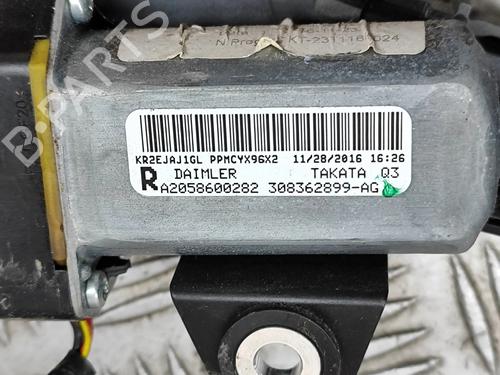 KR2EJAJ1GL PPMCYX96X2 11/28/2016 16:26
R DAIMLER TAKATA Q3
A2058600282 308362899-AG
B-PARTS